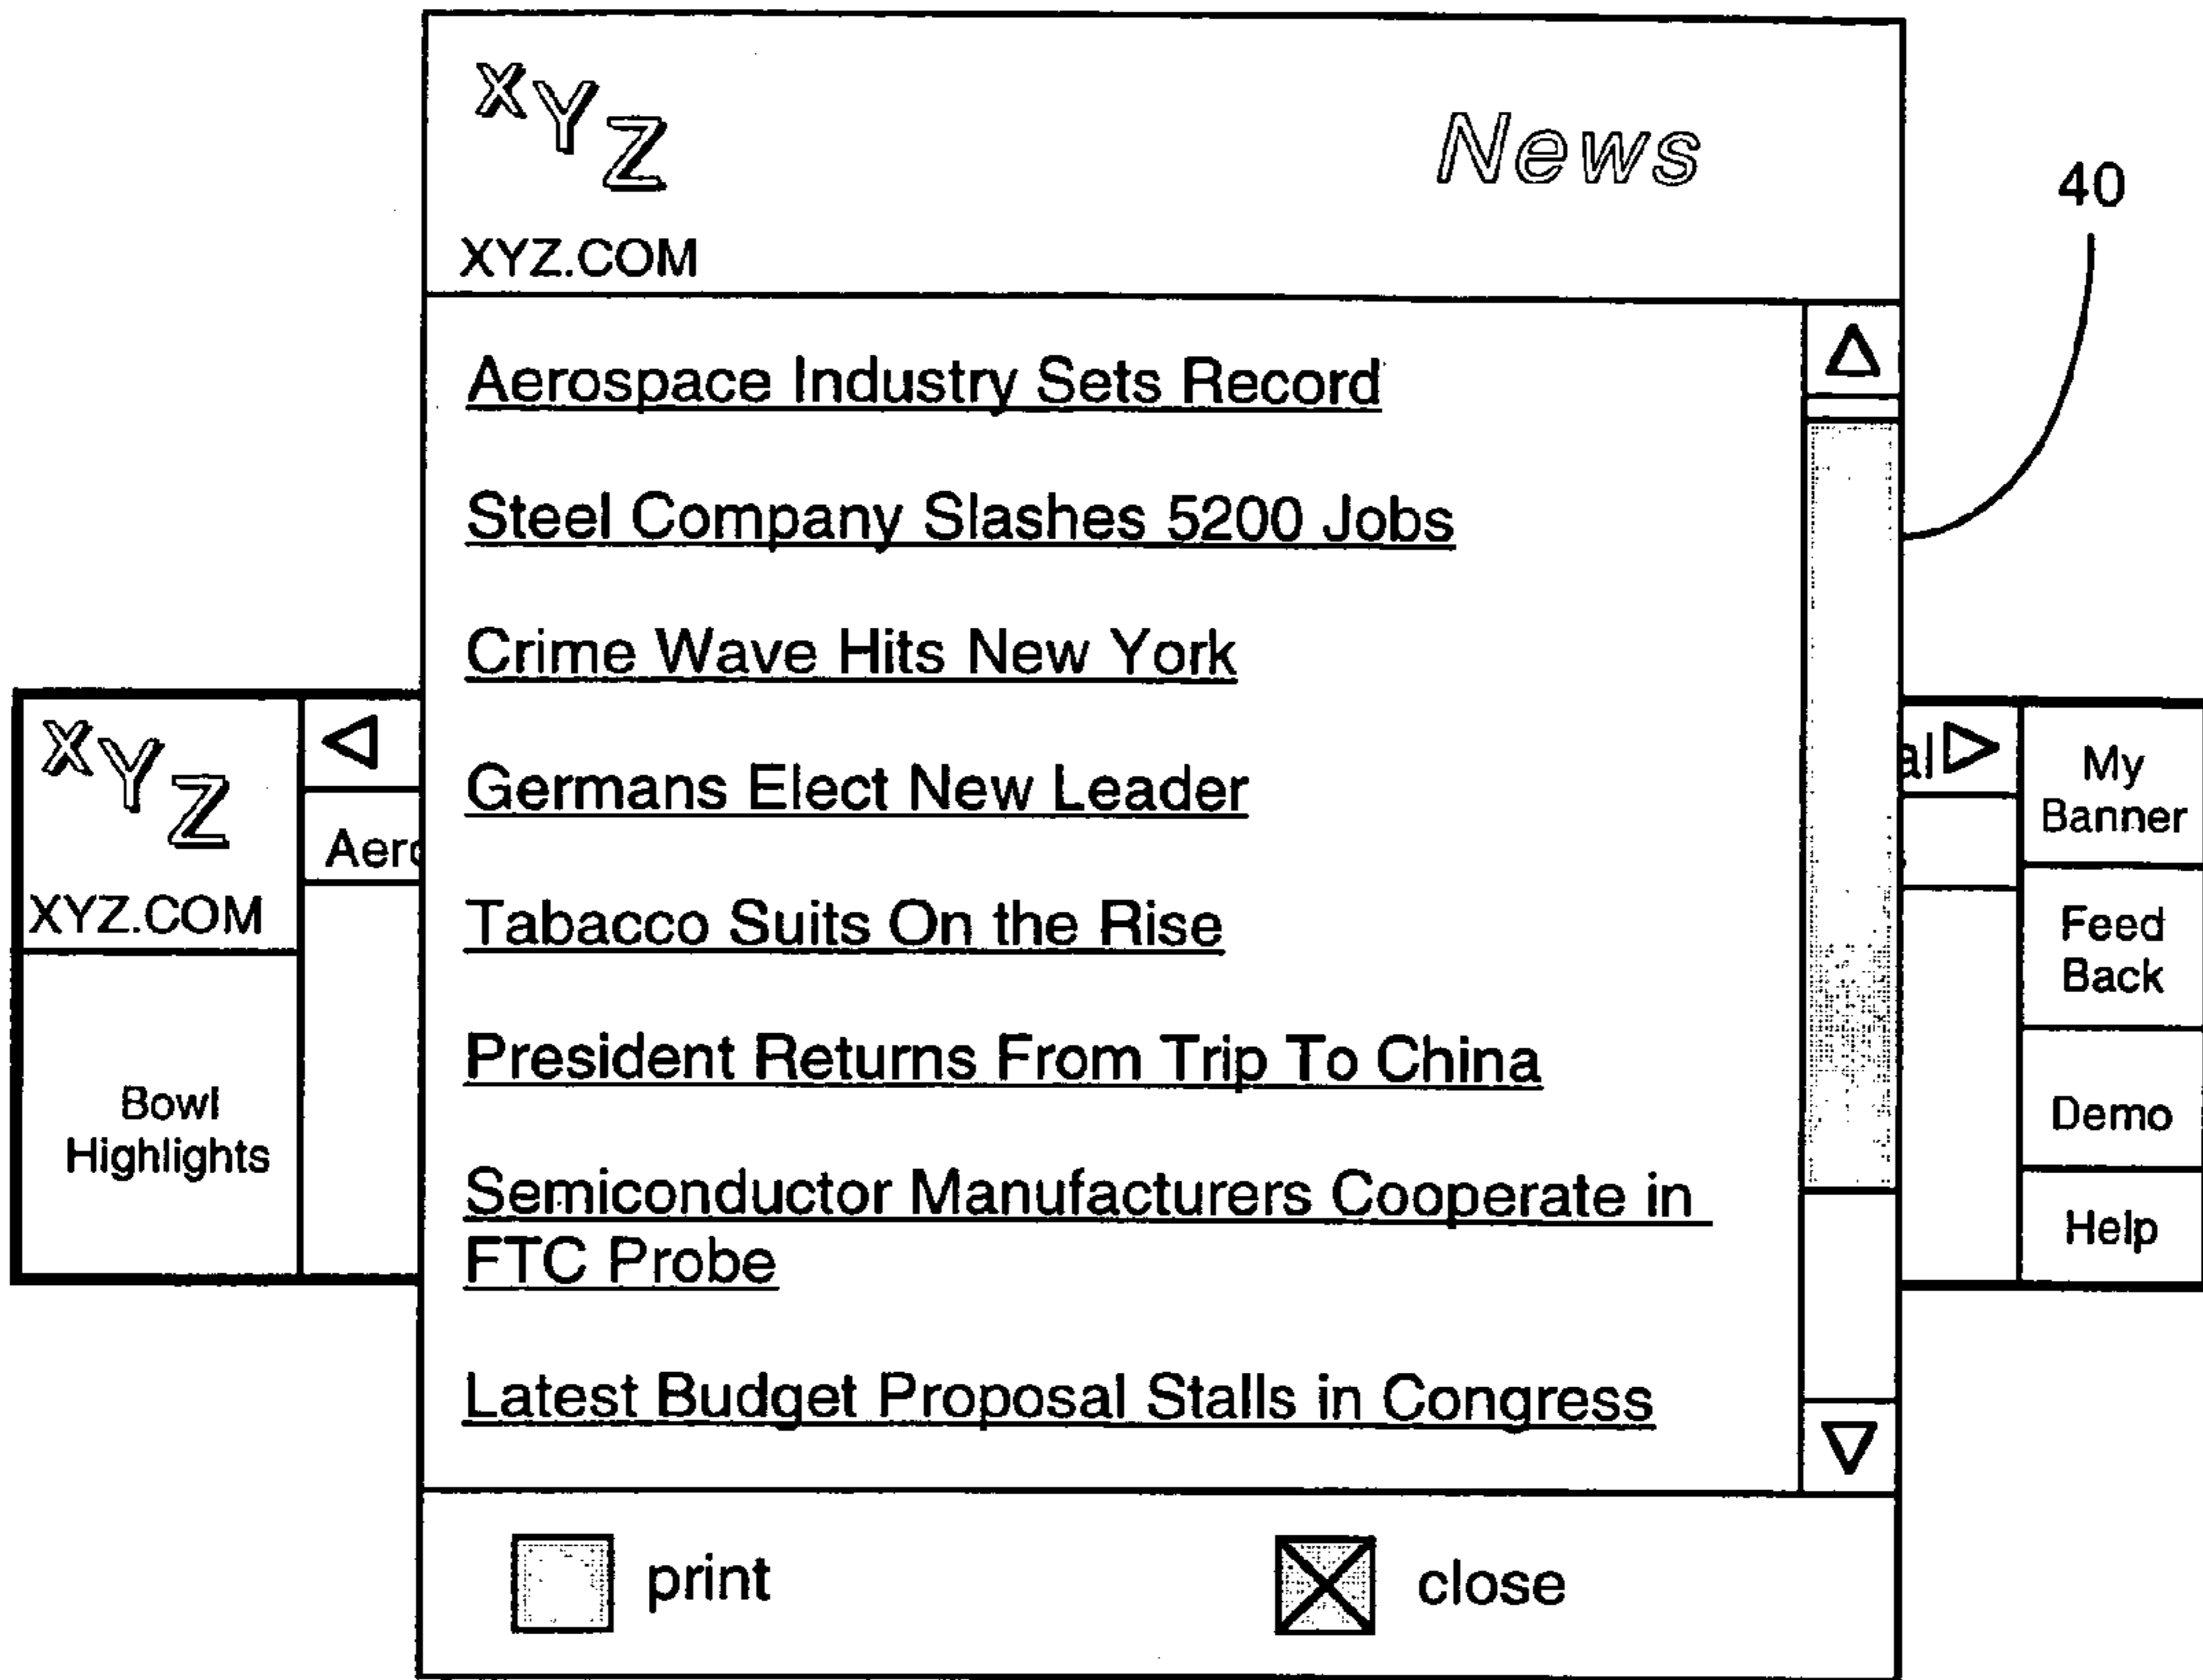 XYZ
News
40
XYZ.COM
Aerospace Industry Sets Record
Steel Company Slashes 5200 Jobs
Crime Wave Hits New York
Germans Elect New Leader
Tabacco Suits On the Rise
President Returns From Trip To China
Semiconductor Manufacturers Cooperate in
FTC Probe
Latest Budget Proposal Stalls in Congress
print
close
XYZ
XYZ.COM
Bowl
Highlights
Aero
al
My
Banner
Feed
Back
Demo
Help